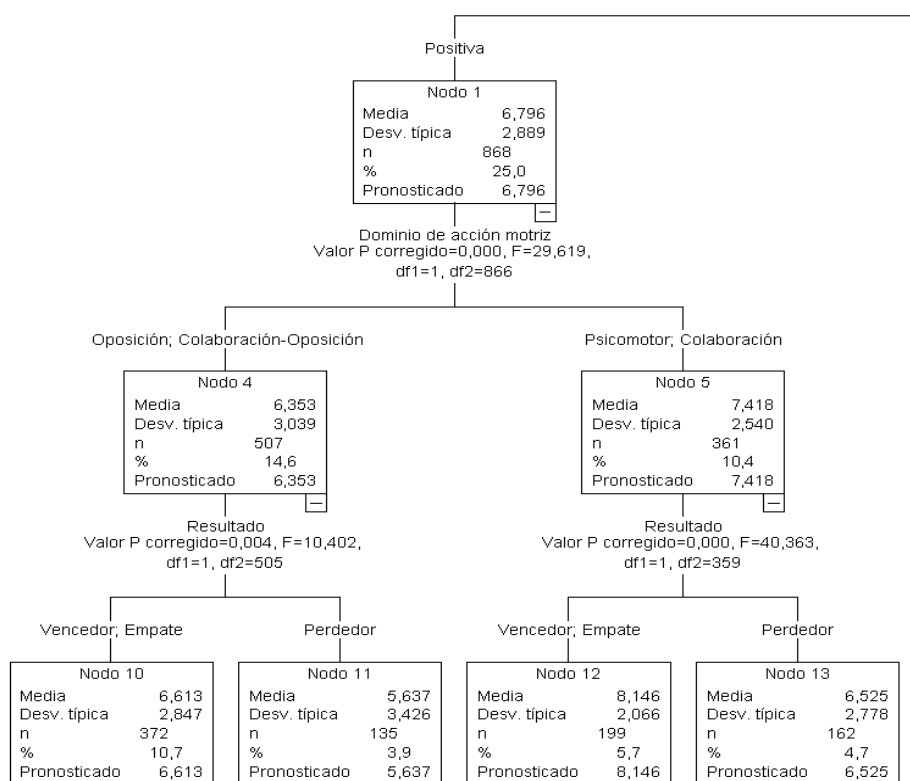 Positiva
Nodo 1
Media 6,796
Desv. típica 2,889
n 868
% 25,0
Pronosticado 6,796
Dominio de acción motriz
Valor P corregido=0,000, F=29,619,
df1=1, df2=866
Oposición; Colaboración-Oposición
Psicomotor; Colaboración
Nodo 4
Media 6,353
Desv. típica 3,039
n 507
% 14,6
Pronosticado 6,353
Nodo 5
Media 7,418
Desv. típica 2,540
n 361
% 10,4
Pronosticado 7,418
Resultado
Valor P corregido=0,004, F=10,402,
df1=1, df2=505
Resultado
Valor P corregido=0,000, F=40,363,
df1=1, df2=359
Vencedor; Empate
Perdedor
Vencedor; Empate
Perdedor
Nodo 10
Media 6,613
Desv. típica 2,847
n 372
% 10,7
Pronosticado 6,613
Nodo 11
Media 5,637
Desv. típica 3,426
n 135
% 3,9
Pronosticado 5,637
Nodo 12
Media 8,146
Desv. típica 2,066
n 199
% 5,7
Pronosticado 8,146
Nodo 13
Media 6,525
Desv. típica 2,778
n 162
% 4,7
Pronosticado 6,525